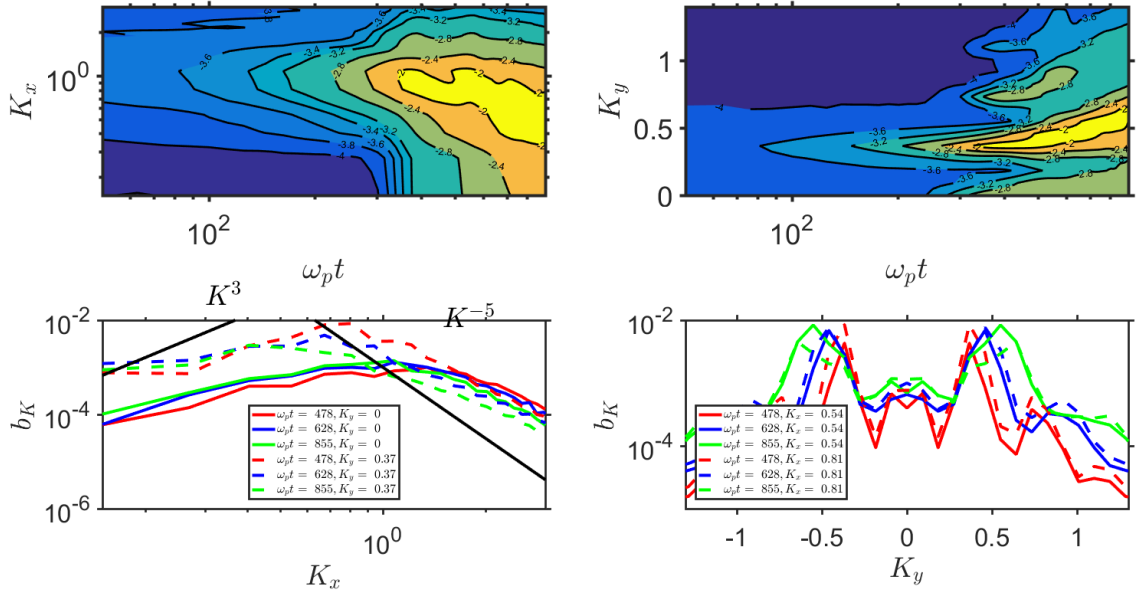 K_x
10^0
10^2
ω_p t
-3.6
-3.4
-3.2
-2.8
-2
-2.4
-3.4
-3.2
-3.6
-3.8
-4
-2.8
-2.4
-2
K_y
1
0.5
0
10^2
ω_p t
-4
-3.6
-3.2
-2.8
-2.4
-2
-4
-3.6
-3.2
-2.8
-2.4
-2
-3.6
-3.2
-2.8
K^3
K^{-5}
b_K
10^{-2}
10^{-4}
10^{-6}
ω_p t = 478, K_y = 0
ω_p t = 628, K_y = 0
ω_p t = 855, K_y = 0
ω_p t = 478, K_y = 0.37
ω_p t = 628, K_y = 0.37
ω_p t = 855, K_y = 0.37
10^0
K_x
b_K
10^{-2}
10^{-4}
ω_p t = 478, K_x = 0.54
ω_p t = 628, K_x = 0.54
ω_p t = 855, K_x = 0.54
ω_p t = 478, K_x = 0.81
ω_p t = 628, K_x = 0.81
ω_p t = 855, K_x = 0.81
-1 -0.5 0 0.5 1
K_y